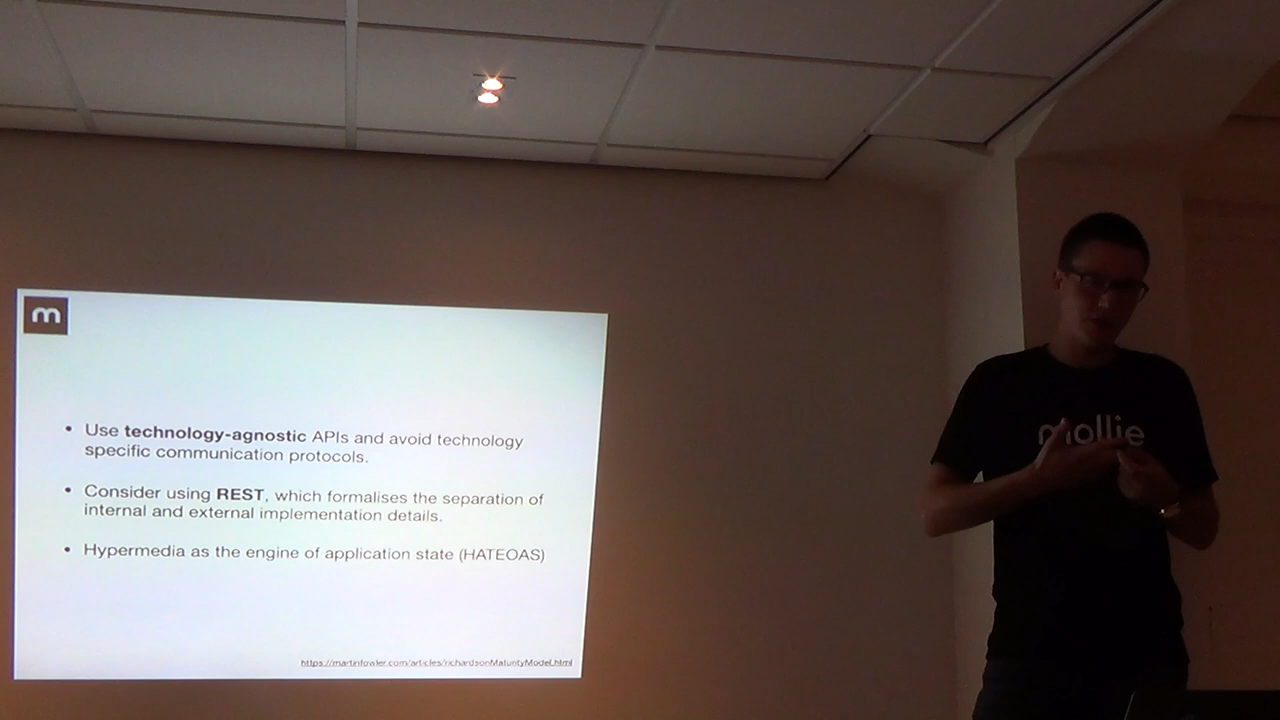 m
• Use technology-agnostic APIs and avoid technology
specific communication protocols.
• Consider using REST, which formalises the separation of
internal and external implementation details.
• Hypermedia as the engine of application state (HATEOAS)
https://martinfowler.com/articles/richardsonMaturityModel.html
mollie